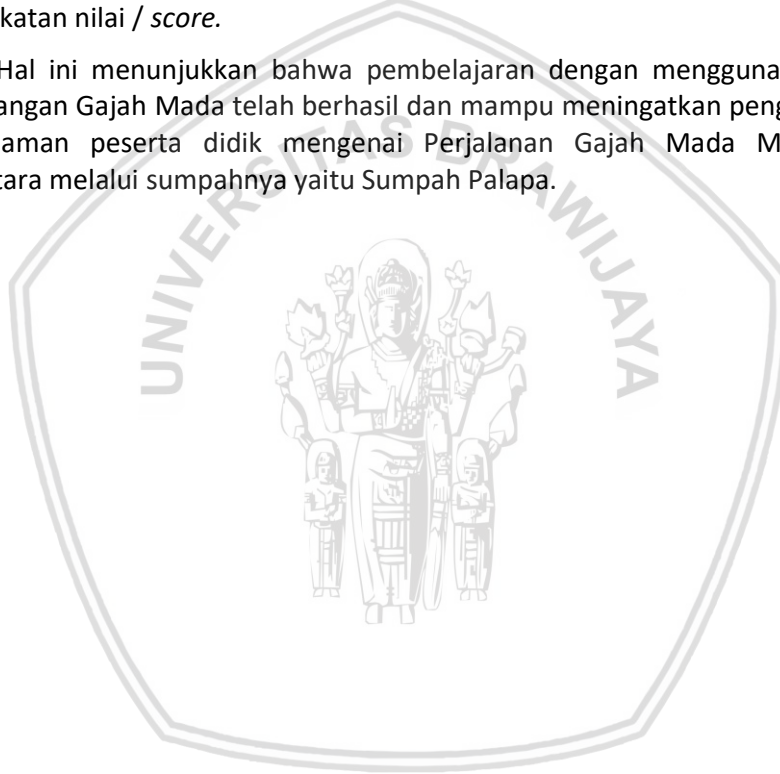 katan nilai / score.
Hal ini menunjukkan bahwa pembelajaran dengan mengguna
angan Gajah Mada telah berhasil dan mampu meningatkan peng
aman peserta didik mengenai Perjalanan Gajah Mada M
tara melalui sumpahnya yaitu Sumpah Palapa.
UNIVERSITAS BRAWIJAYA